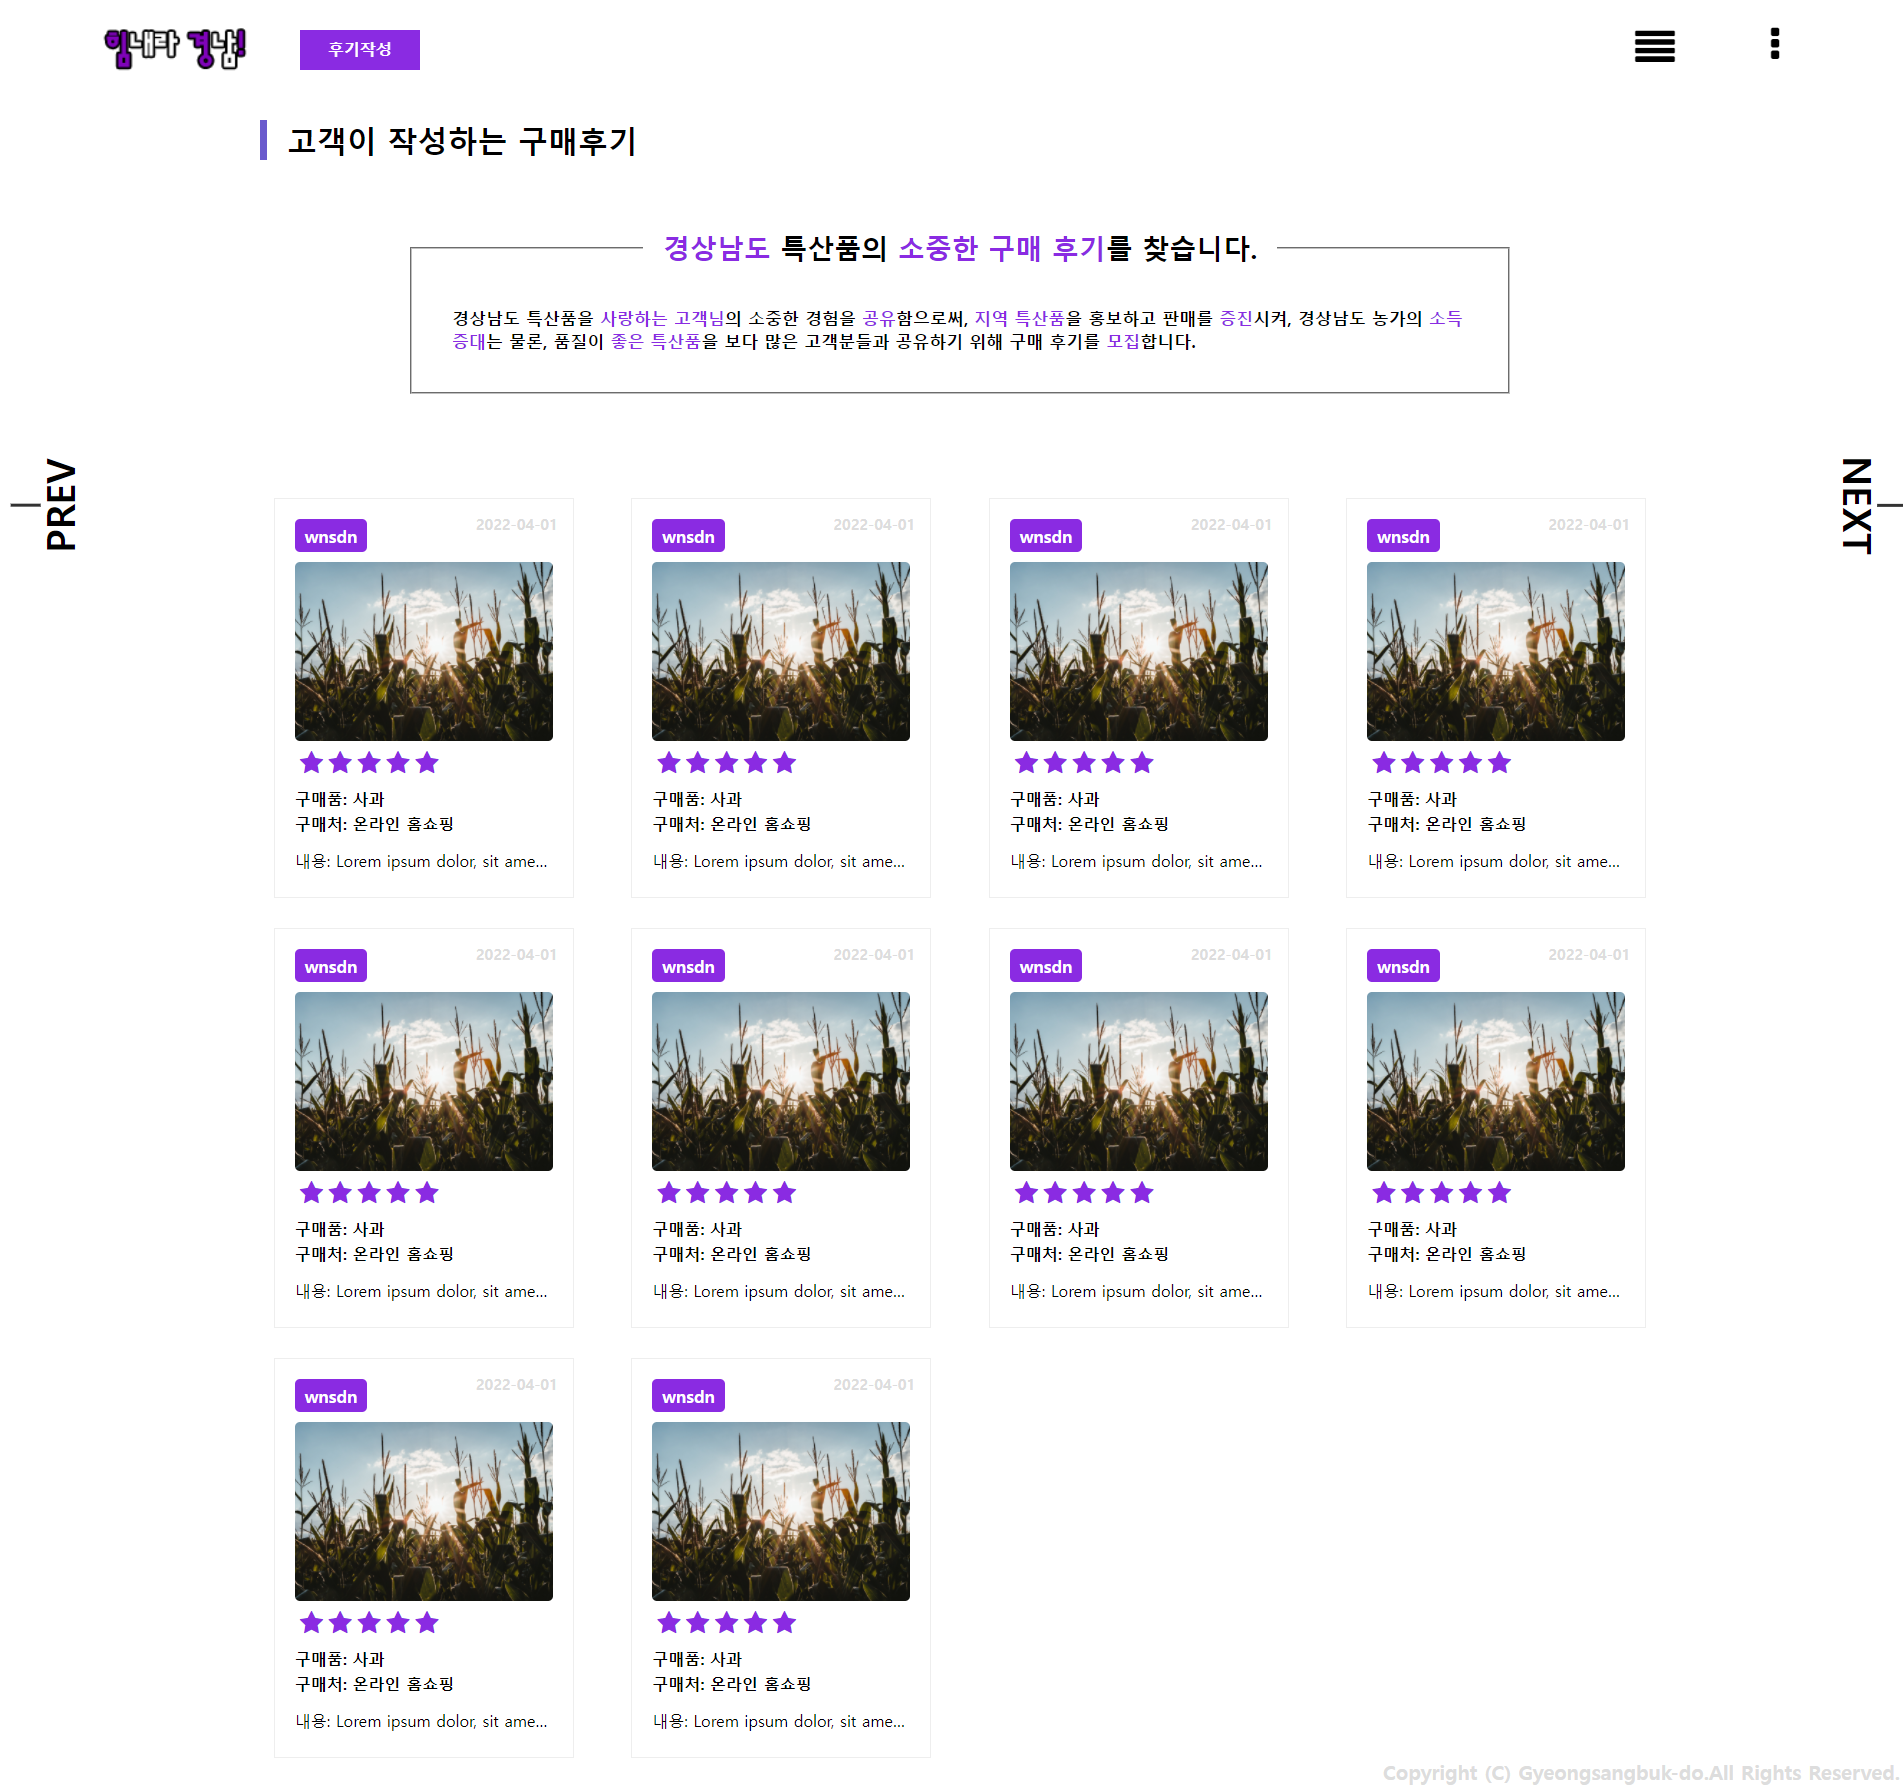 힘내라 경남!
후기작성
고객이 작성하는 구매후기
경상남도 특산품의 소중한 구매 후기를 찾습니다.
경상남도 특산품을 사랑하는 고객님의 소중한 경험을 공유함으로써, 지역 특산품을 홍보하고 판매를 증진시켜, 경상남도 농가의 소득
증대는 물론, 품질이 좋은 특산품을 보다 많은 고객분들과 공유하기 위해 구매 후기를 모집합니다.
PREV
NEXT
wnsdn
2022-04-01
구매품: 사과
구매처: 온라인 홈쇼핑
내용: Lorem ipsum dolor, sit ame...
wnsdn
2022-04-01
구매품: 사과
구매처: 온라인 홈쇼핑
내용: Lorem ipsum dolor, sit ame...
wnsdn
2022-04-01
구매품: 사과
구매처: 온라인 홈쇼핑
내용: Lorem ipsum dolor, sit ame...
wnsdn
2022-04-01
구매품: 사과
구매처: 온라인 홈쇼핑
내용: Lorem ipsum dolor, sit ame...
wnsdn
2022-04-01
구매품: 사과
구매처: 온라인 홈쇼핑
내용: Lorem ipsum dolor, sit ame...
wnsdn
2022-04-01
구매품: 사과
구매처: 온라인 홈쇼핑
내용: Lorem ipsum dolor, sit ame...
wnsdn
2022-04-01
구매품: 사과
구매처: 온라인 홈쇼핑
내용: Lorem ipsum dolor, sit ame...
wnsdn
2022-04-01
구매품: 사과
구매처: 온라인 홈쇼핑
내용: Lorem ipsum dolor, sit ame...
wnsdn
2022-04-01
구매품: 사과
구매처: 온라인 홈쇼핑
내용: Lorem ipsum dolor, sit ame...
wnsdn
2022-04-01
구매품: 사과
구매처: 온라인 홈쇼핑
내용: Lorem ipsum dolor, sit ame...
Copyright (C) Gyeongsangbuk-do.All Rights Reserved.